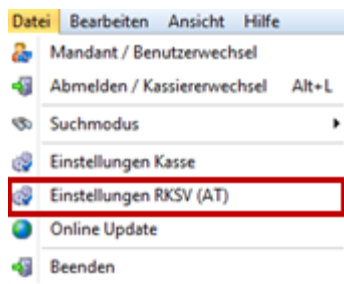 Datei Bearbeiten Ansicht Hilfe
Mandant / Benutzerwechsel
Abmelden / Kassiererwechsel Alt+L
Suchmodus
Einstellungen Kasse
Einstellungen RKSV (AT)
Online Update
Beenden